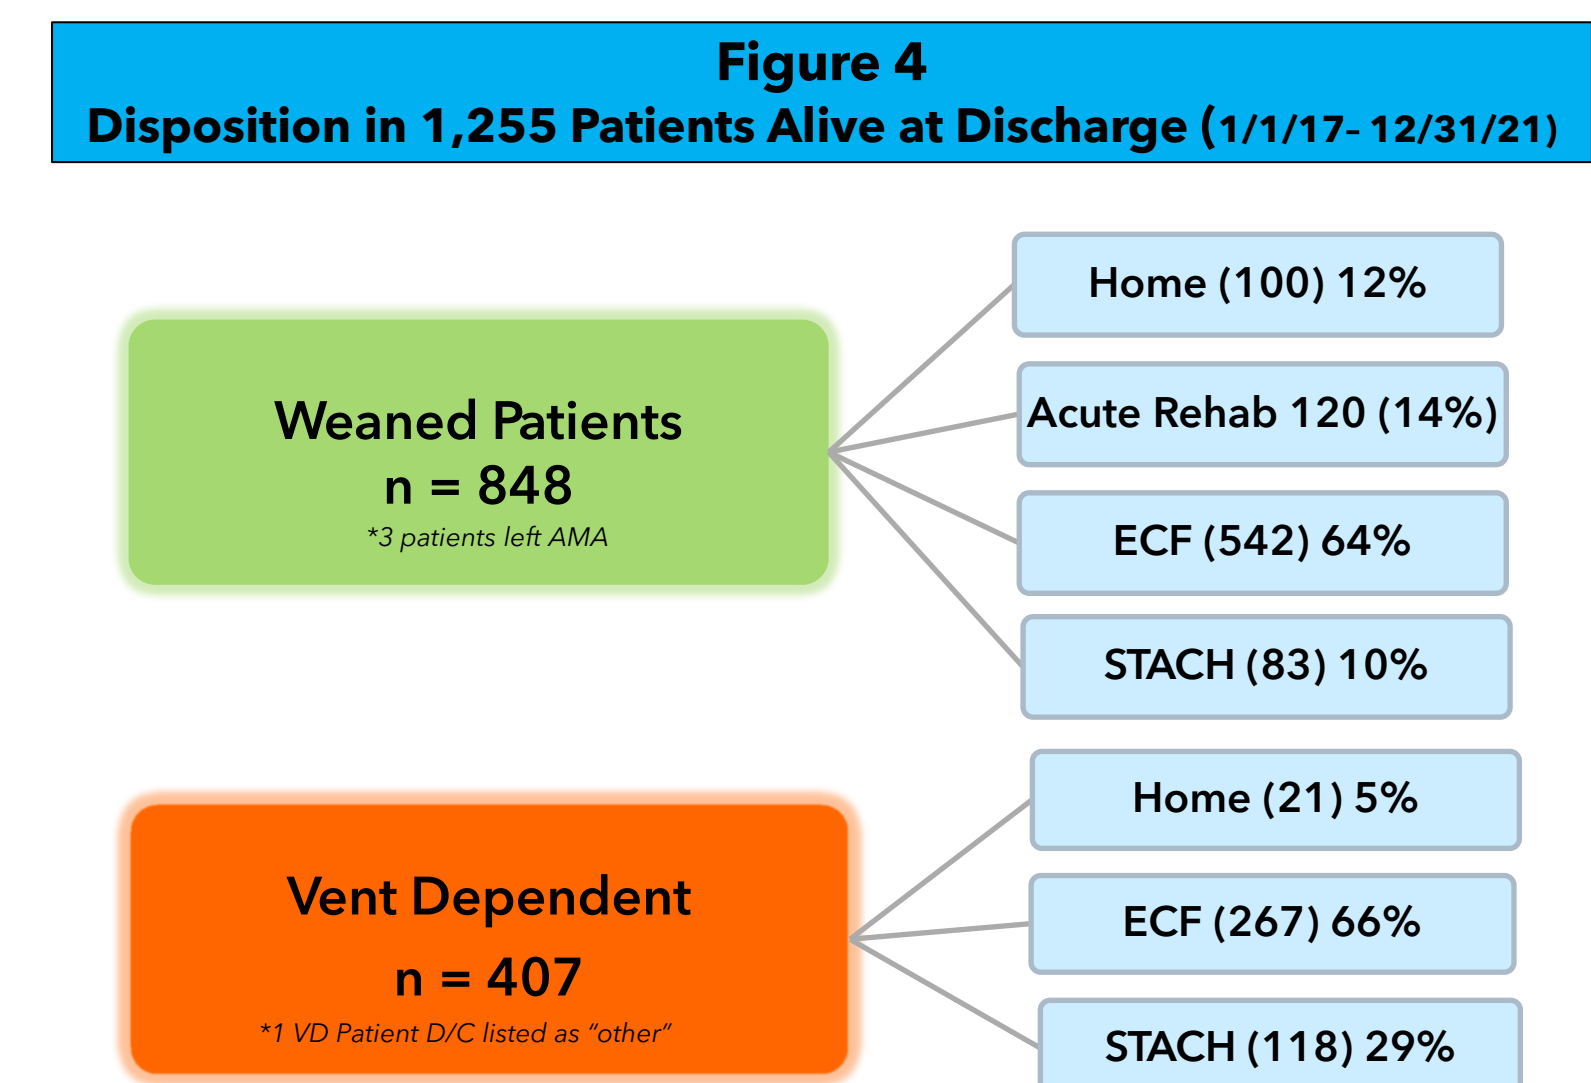 Figure 4
Disposition in 1,255 Patients Alive at Discharge (1/1/17- 12/31/21)
Weaned Patients
n = 848
*3 patients left AMA
Home (100) 12%
Acute Rehab 120 (14%)
ECF (542) 64%
STACH (83) 10%
Vent Dependent
n = 407
*1 VD Patient D/C listed as “other”
Home (21) 5%
ECF (267) 66%
STACH (118) 29%